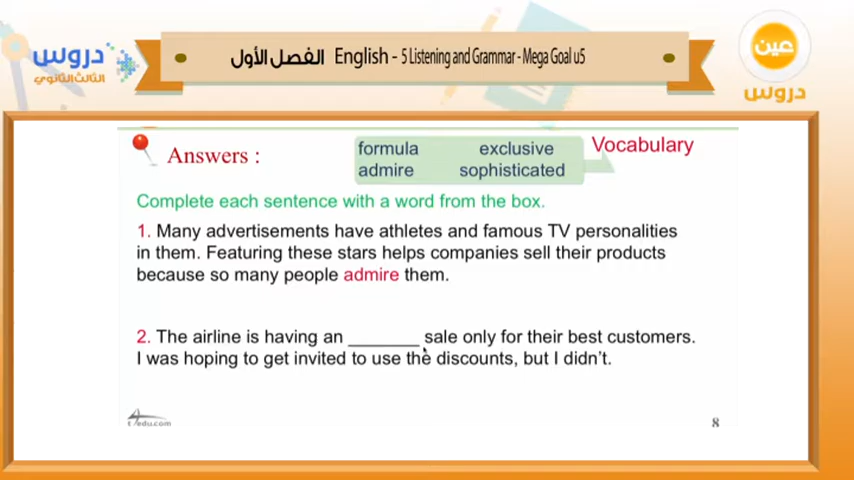 دروس
الثالث الثانوي
الفصل الأول English - 5 Listening and Grammar - Mega Goal u5
عين
دروس
Answers :
formula exclusive
admire sophisticated
Vocabulary
Complete each sentence with a word from the box.
1. Many advertisements have athletes and famous TV personalities
in them. Featuring these stars helps companies sell their products
because so many people admire them.
2. The airline is having an _______ sale only for their best customers.
I was hoping to get invited to use the discounts, but I didn't.
8